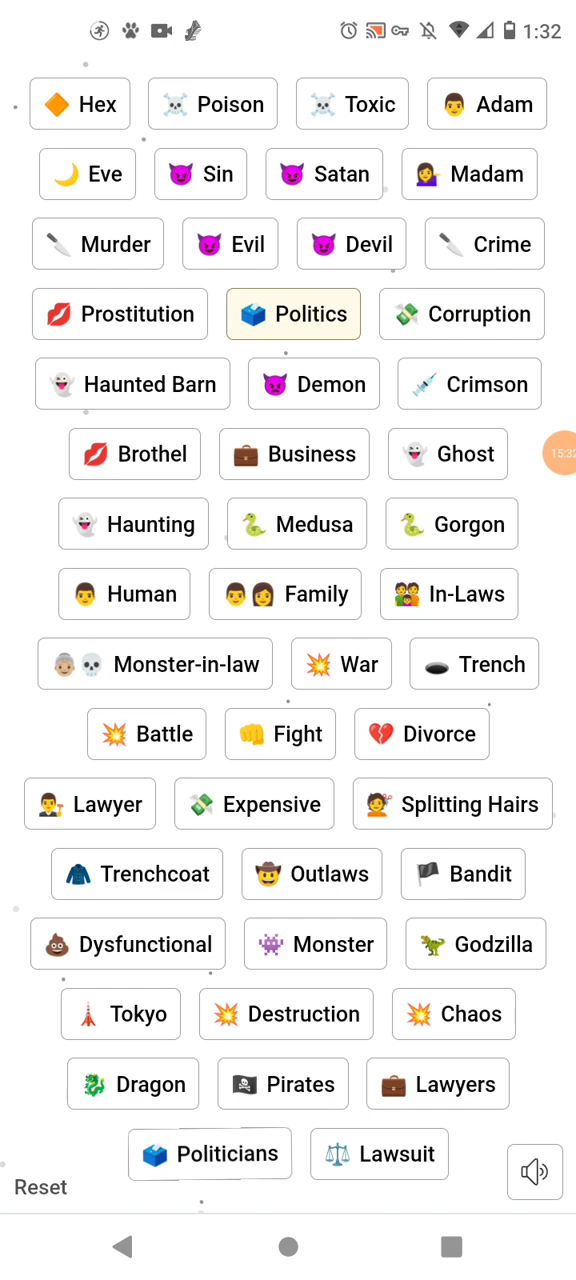 1:32
Hex Poison Toxic Adam
Eve Sin Satan Madam
Murder Evil Devil Crime
Prostitution Politics Corruption
Haunted Barn Demon Crimson
Brothel Business Ghost
15:32
Haunting Medusa Gorgon
Human Family In-Laws
Monster-in-law War Trench
Battle Fight Divorce
Lawyer Expensive Splitting Hairs
Trenchcoat Outlaws Bandit
Dysfunctional Monster Godzilla
Tokyo Destruction Chaos
Dragon Pirates Lawyers
Politicians Lawsuit
Reset